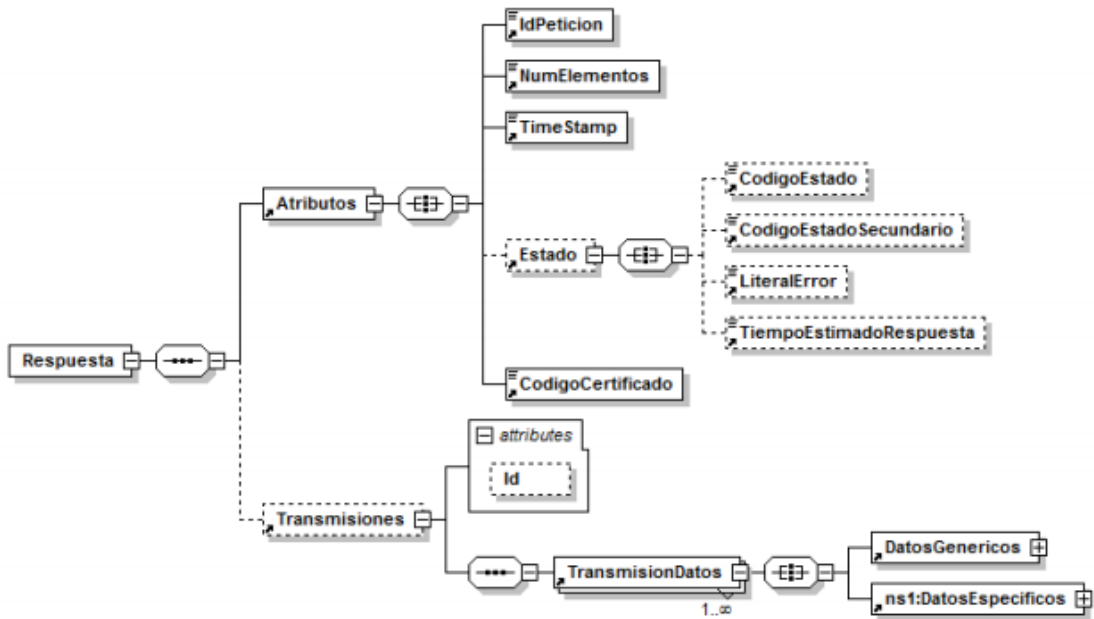 IdPeticion
NumElementos
TimeStamp
CodigoEstado
Atributos
CodigoEstadoSecundario
Estado
LiteralError
TiempoEstimadoRespuesta
Respuesta
CodigoCertificado
attributes
Id
Transmisiones
DatosGenericos
TransmisionDatos
ns1:DatosEspecificos
1..∞